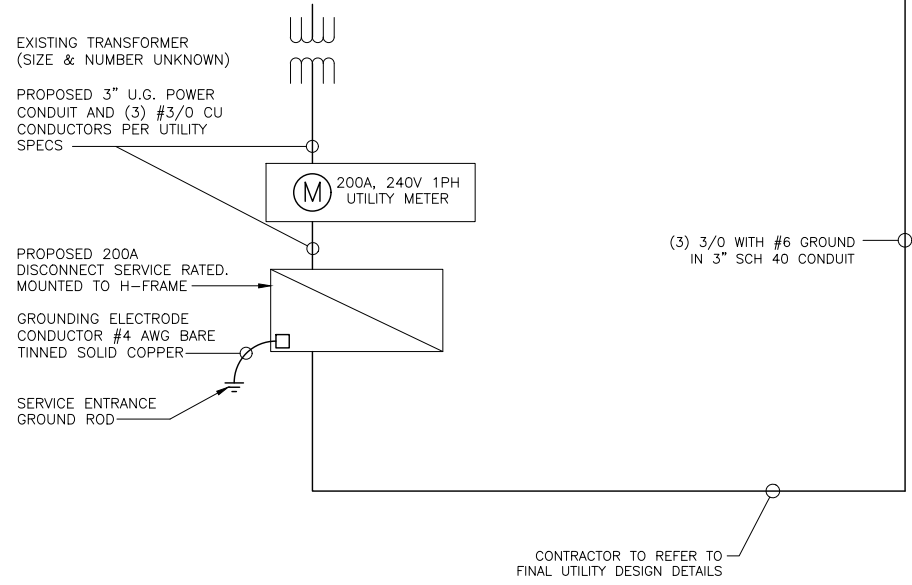 EXISTING TRANSFORMER
(SIZE & NUMBER UNKNOWN)
PROPOSED 3" U.G. POWER
CONDUIT AND (3) #3/0 CU
CONDUCTORS PER UTILITY
SPECS
M
200A, 240V 1PH
UTILITY METER
PROPOSED 200A
DISCONNECT SERVICE RATED.
MOUNTED TO H-FRAME
GROUNDING ELECTRODE
CONDUCTOR #4 AWG BARE
TINNED SOLID COPPER
SERVICE ENTRANCE
GROUND ROD
(3) 3/0 WITH #6 GROUND
IN 3" SCH 40 CONDUIT
CONTRACTOR TO REFER TO
FINAL UTILITY DESIGN DETAILS